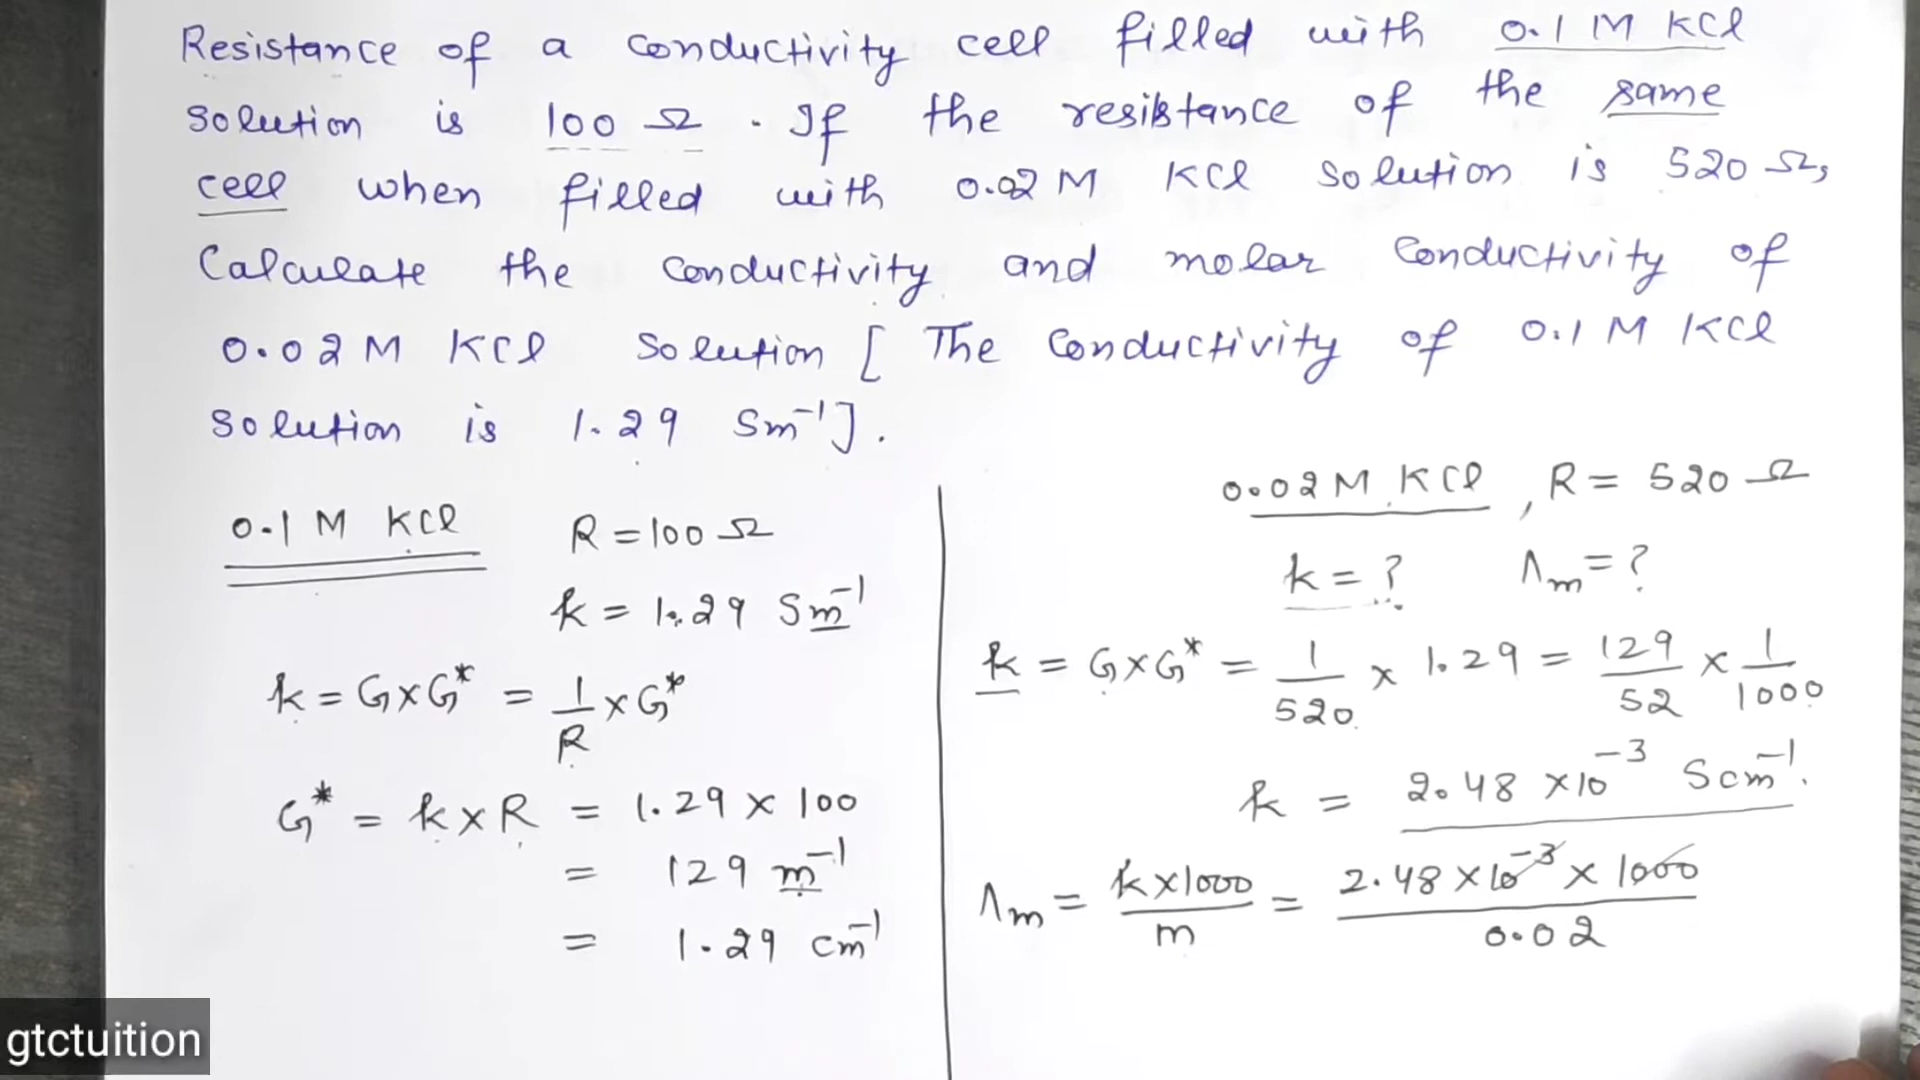 Resistance of a conductivity cell filled with 0.1 M KCl
solution is 100 Ω. If the resistance of the same
cell when filled with 0.02 M KCl solution is 520 Ω,
Calculate the conductivity and molar conductivity of
0.02 M KCl solution [ The conductivity of 0.1 M KCl
solution is 1.29 Sm⁻¹].
0.1 M KCl R = 100 Ω
k = 1.29 Sm⁻¹
k = G×G* = 1/R × G*
G* = k×R = 1.29 × 100
= 129 m⁻¹
= 1.29 cm⁻¹
0.02 M KCl, R = 520 Ω
k = ? Λm = ?
k = G×G* = 1/520 × 1.29 = 129/52 × 1/1000
k = 2.48 ×10⁻³ Scm⁻¹.
Λm = k×1000/m = 2.48 ×10⁻³ × 1000/0.02
gtctuition